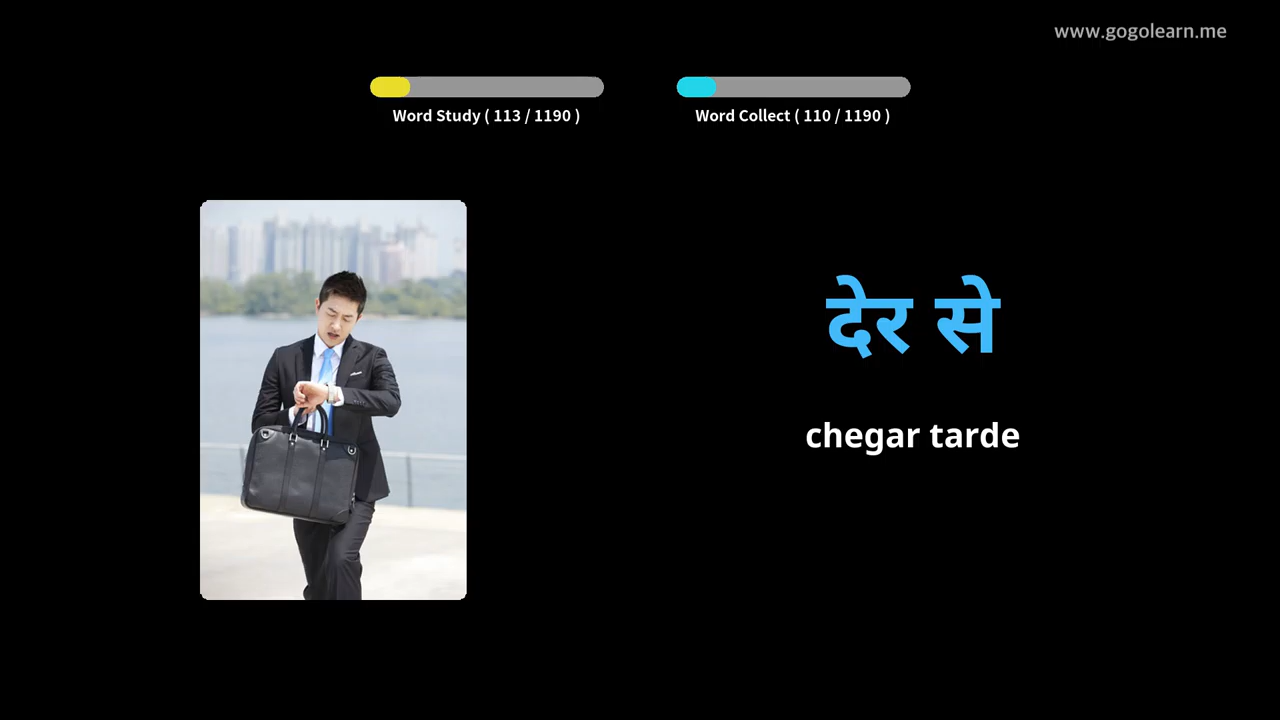 www.gogolearn.me
Word Study ( 113 / 1190 )
Word Collect ( 110 / 1190 )
देर से
chegar tarde